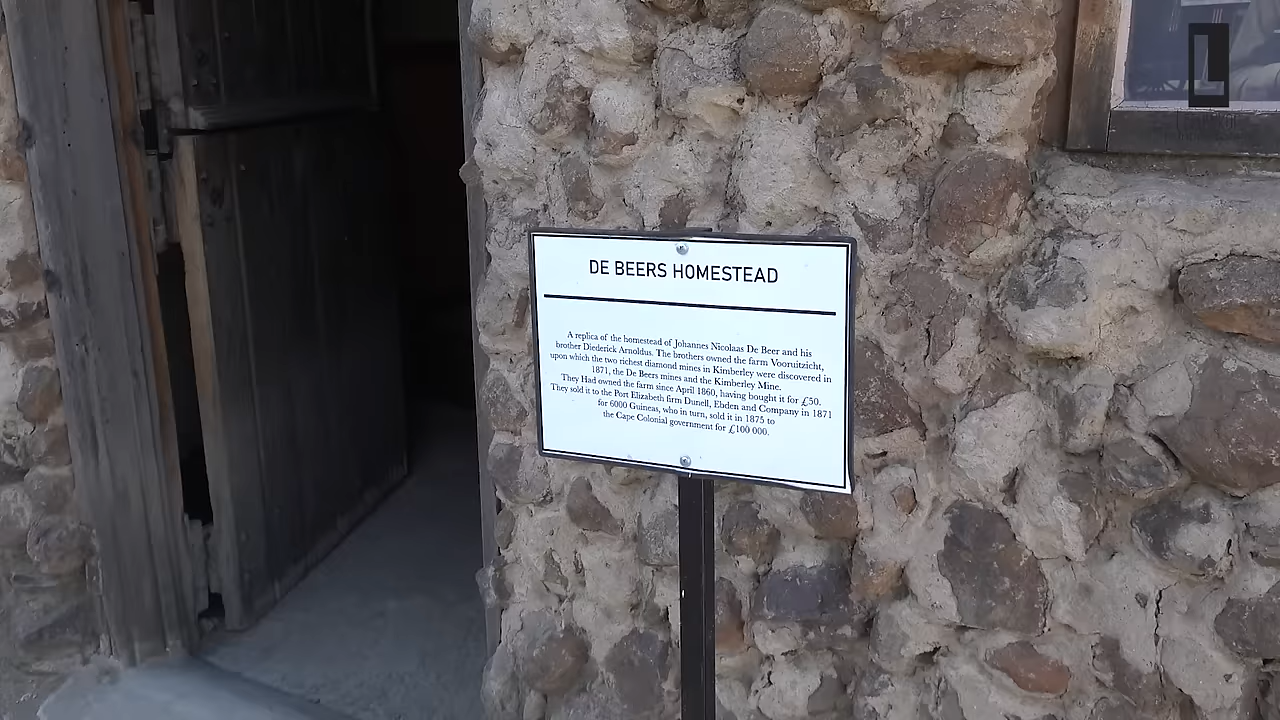 DE BEERS HOMESTEAD
A replica of the homestead of Johannes Nicolaas De Beer and his
brother Diederick Arnoldus. The brothers owned the farm Vooruitzicht,
upon which the two richest diamond mines in Kimberley were discovered in
1871, the De Beers mines and the Kimberley Mine.
They Had owned the farm since April 1860, having bought it for £50.
They sold it to the Port Elizabeth firm Dunell, Ebden and Company in 1871
for 6000 Guineas, who in turn, sold it in 1875 to
the Cape Colonial government for £100 000.
L